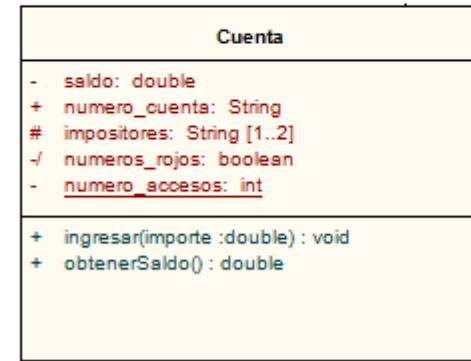 Cuenta
- saldo: double
+ numero_cuenta: String
# impositores: String [1..2]
-/ numeros_rojos: boolean
- numero_accesos: int
+ ingresar(importe :double) : void
+ obtenerSaldo() : double